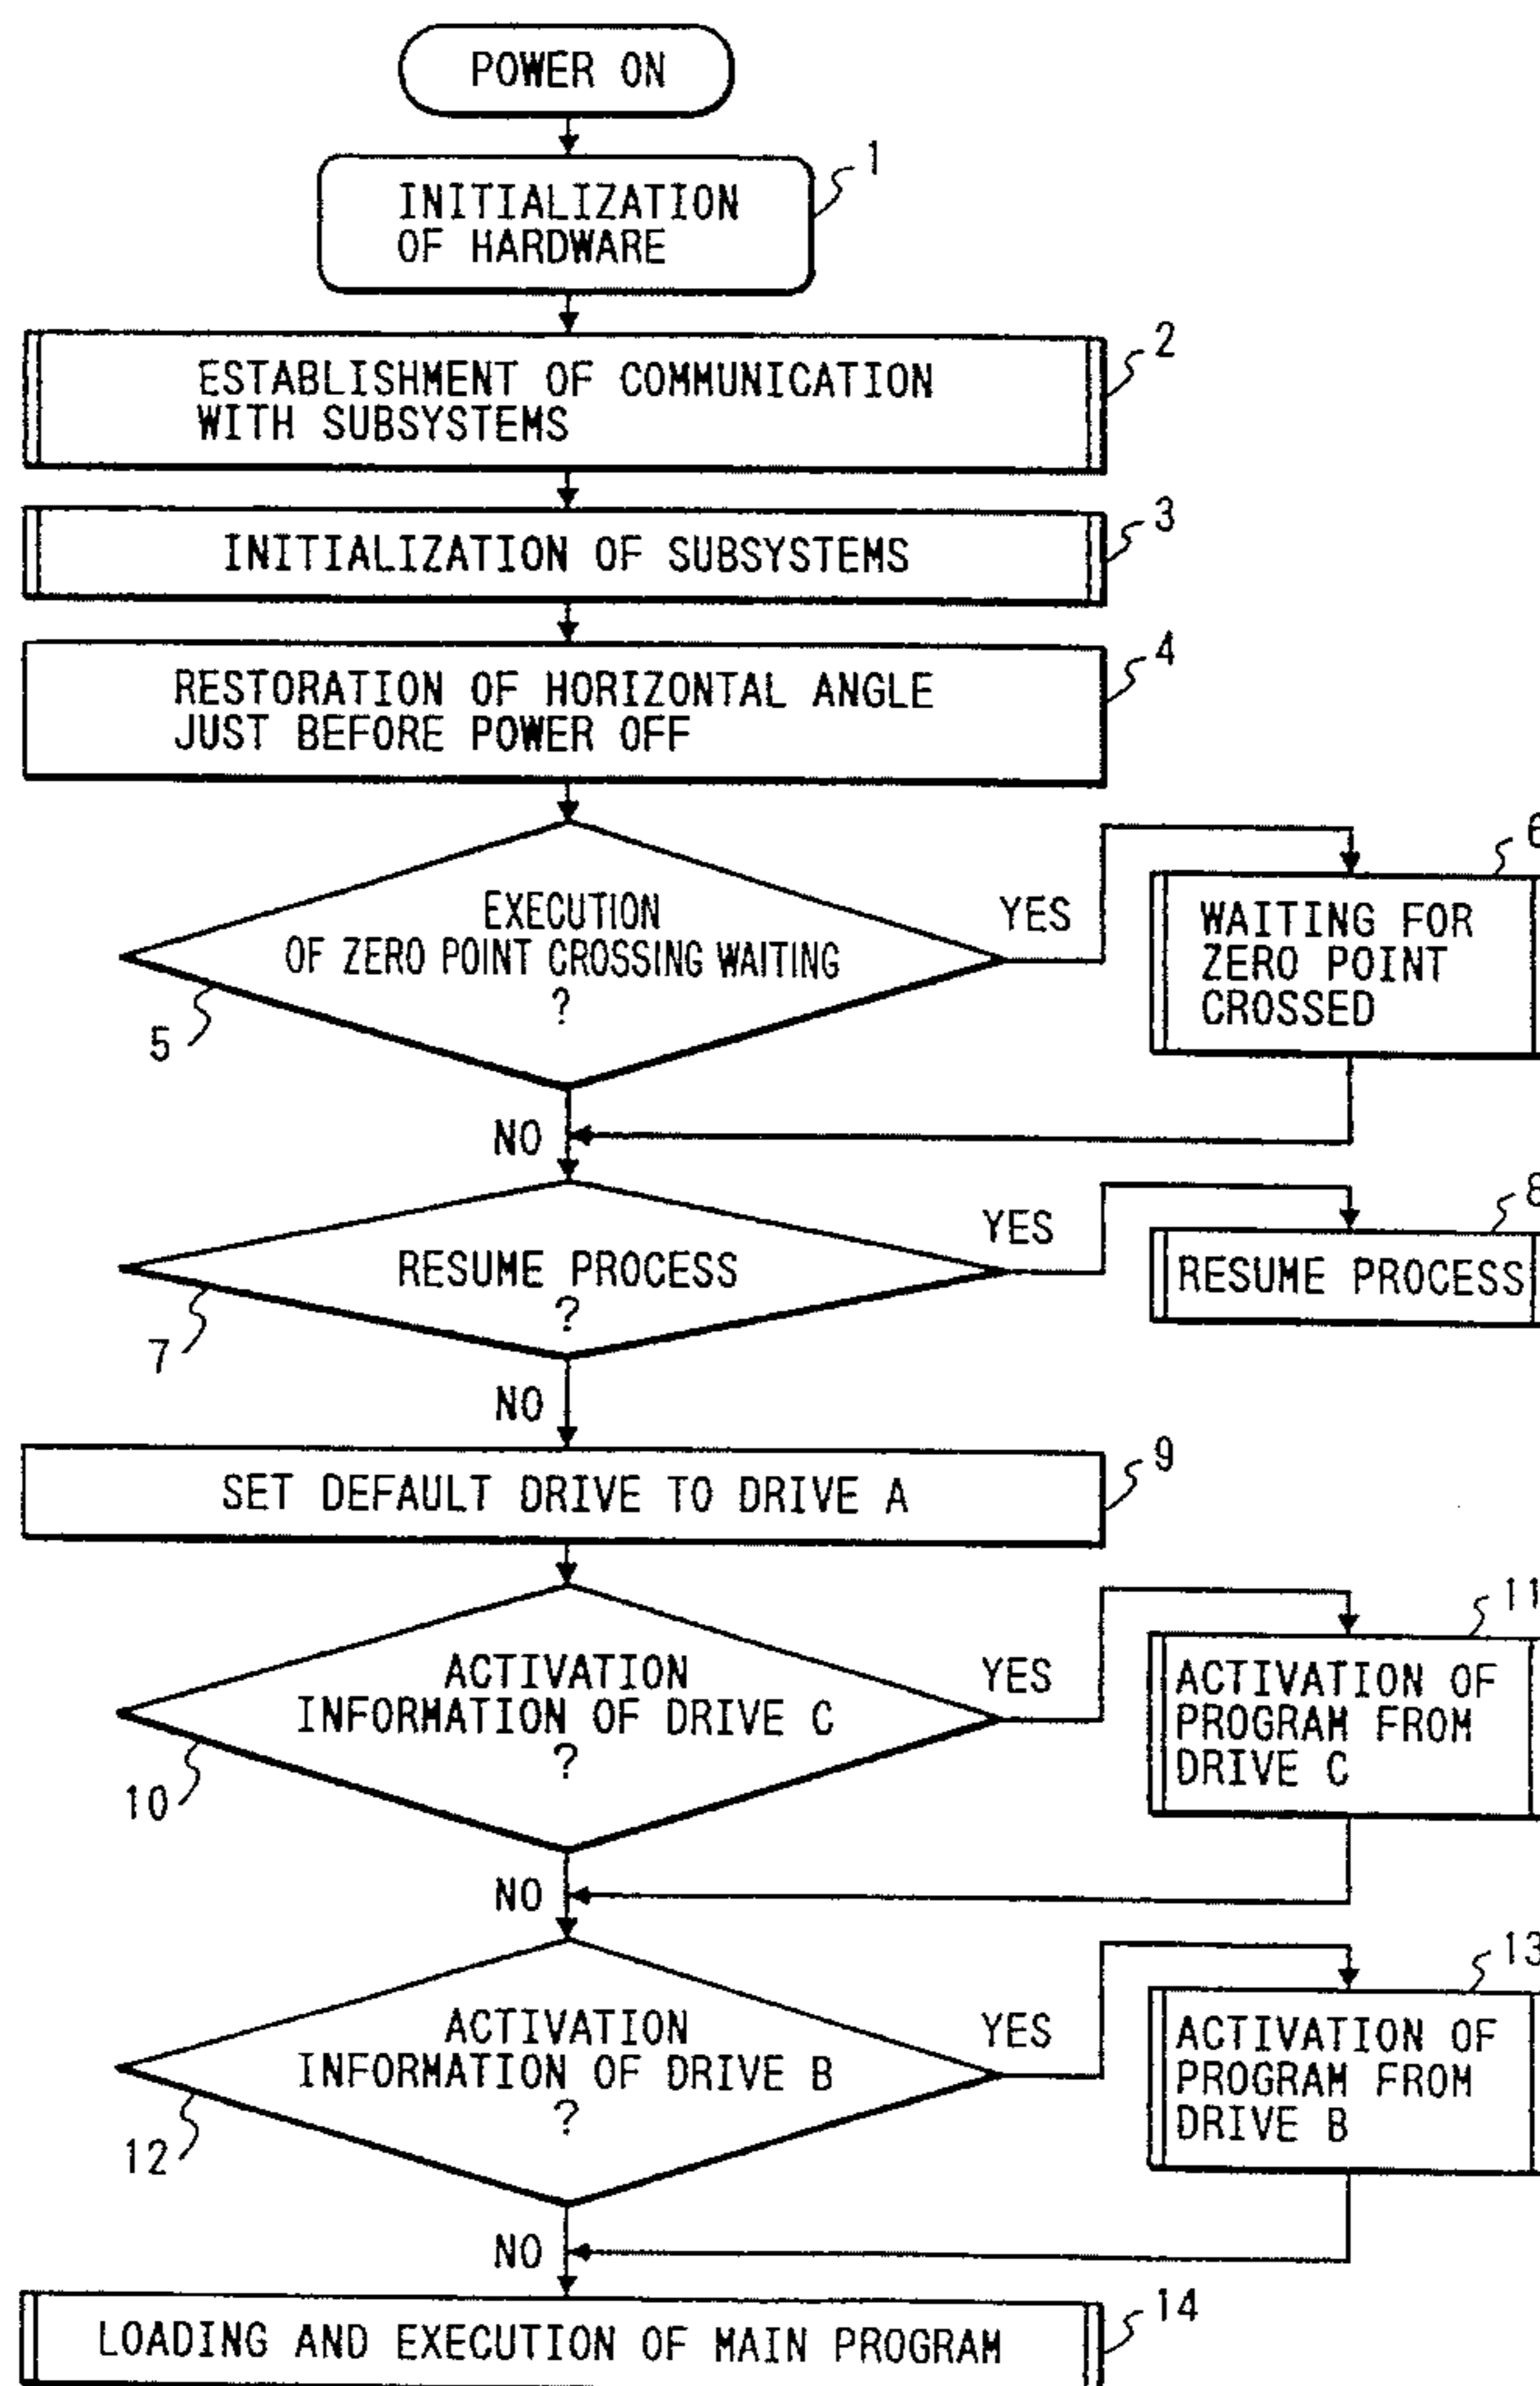 POWER ON
1
INITIALIZATION
OF HARDWARE
2
ESTABLISHMENT OF COMMUNICATION
WITH SUBSYSTEMS
3
INITIALIZATION OF SUBSYSTEMS
4
RESTORATION OF HORIZONTAL ANGLE
JUST BEFORE POWER OFF
EXECUTION
OF ZERO POINT CROSSING WAITING
?
5
YES
6
WAITING FOR
ZERO POINT
CROSSED
NO
RESUME PROCESS
?
7
YES
8
RESUME PROCESS
NO
9
SET DEFAULT DRIVE TO DRIVE A
ACTIVATION
INFORMATION OF DRIVE C
?
10
YES
11
ACTIVATION OF
PROGRAM FROM
DRIVE C
NO
ACTIVATION
INFORMATION OF DRIVE B
?
12
YES
13
ACTIVATION OF
PROGRAM FROM
DRIVE B
NO
14
LOADING AND EXECUTION OF MAIN PROGRAM